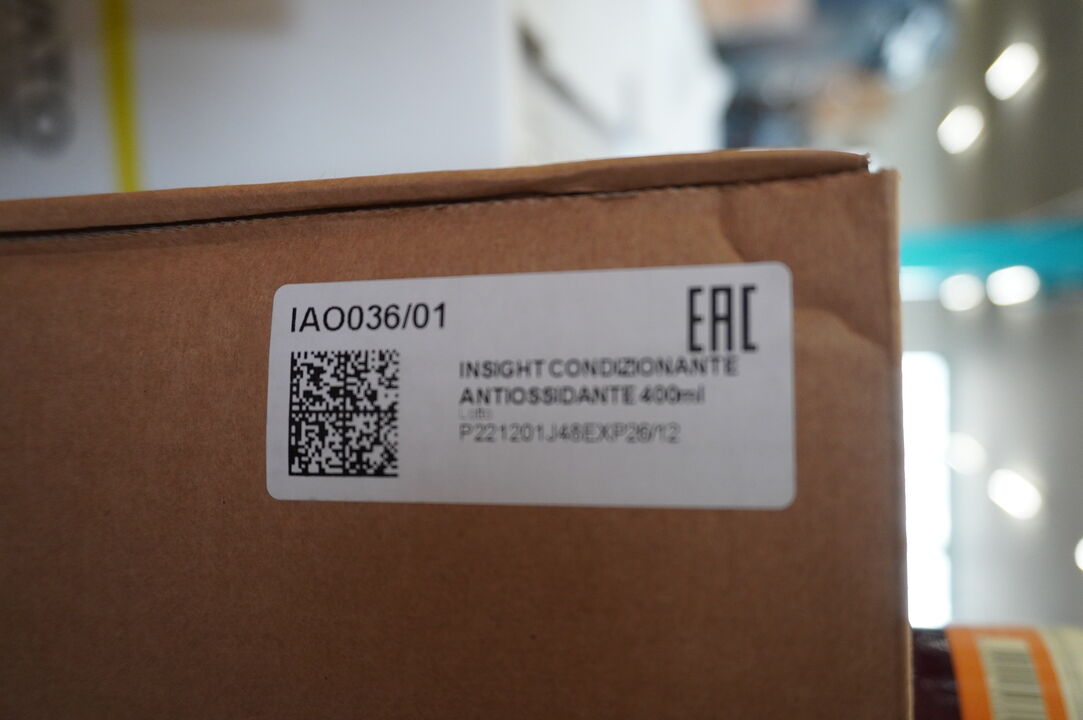 IAO036/01
EAC
INSIGHT CONDIZIONANTE
ANTIOSSIDANTE 400ml
Lotto
P221201J48EXP26/12